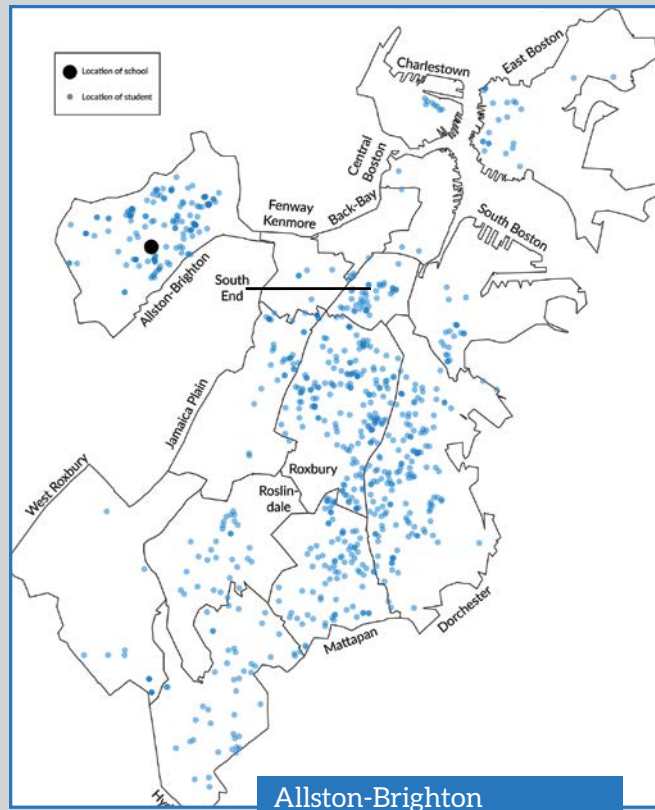 Location of school
Location of student
Charlestown
East Boston
Central
Boston
Fenway
Kenmore
Back-Bay
South Boston
Allston-Brighton
South
End
Jamaica Plain
West Roxbury
Roxbury
Roslin-
dale
Dorchester
Mattapan
Allston-Brighton